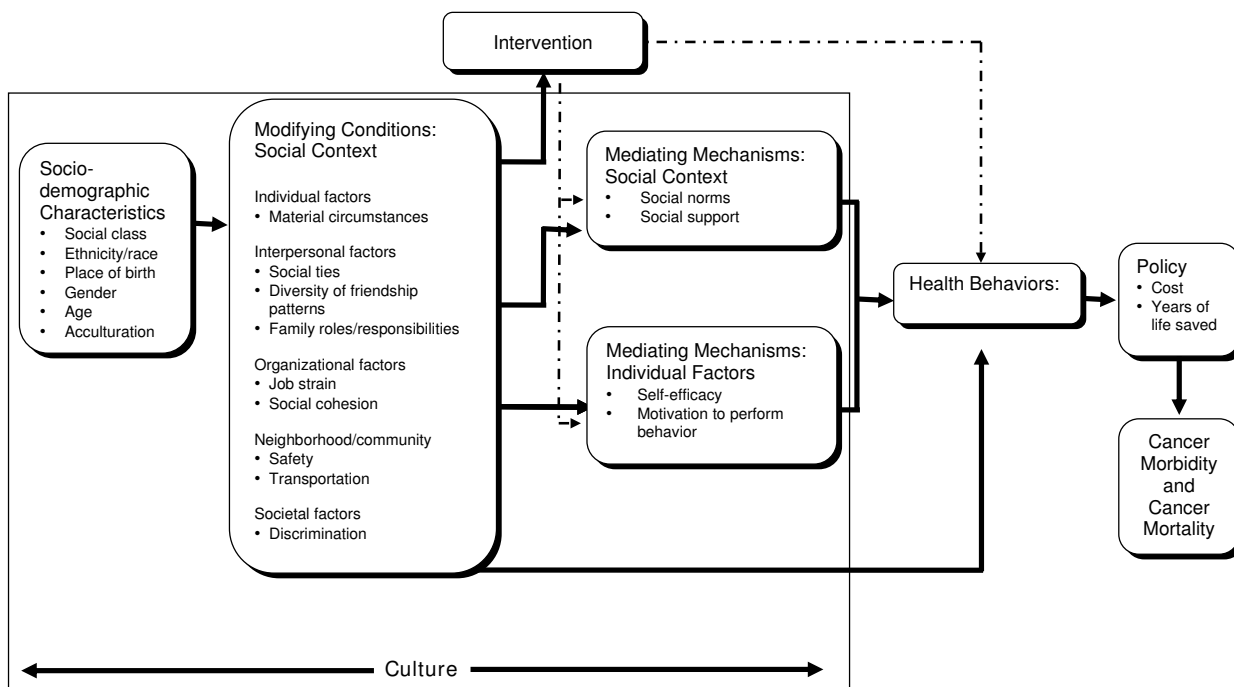 Intervention
Socio-
demographic
Characteristics
• Social class
• Ethnicity/race
• Place of birth
• Gender
• Age
• Acculturation
Modifying Conditions:
Social Context
Individual factors
• Material circumstances
Interpersonal factors
• Social ties
• Diversity of friendship
patterns
• Family roles/responsibilities
Organizational factors
• Job strain
• Social cohesion
Neighborhood/community
• Safety
• Transportation
Societal factors
• Discrimination
Mediating Mechanisms:
Social Context
• Social norms
• Social support
Mediating Mechanisms:
Individual Factors
• Self-efficacy
• Motivation to perform
behavior
Health Behaviors:
Policy
• Cost
• Years of
life saved
Cancer
Morbidity
and
Cancer
Mortality
Culture